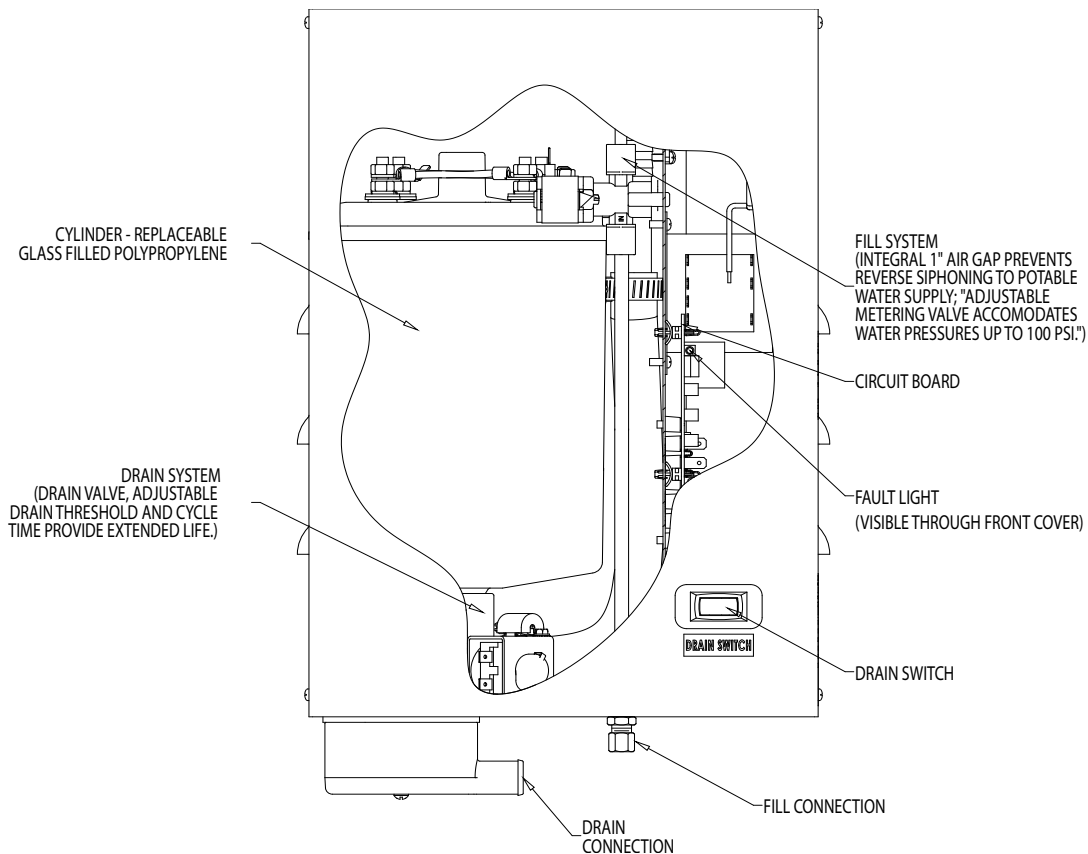 CYLINDER - REPLACEABLE
GLASS FILLED POLYPROPYLENE
FILL SYSTEM
(INTEGRAL 1" AIR GAP PREVENTS
REVERSE SIPHONING TO POTABLE
WATER SUPPLY; "ADJUSTABLE
METERING VALVE ACCOMODATES
WATER PRESSURES UP TO 100 PSI.")
CIRCUIT BOARD
DRAIN SYSTEM
(DRAIN VALVE, ADJUSTABLE
DRAIN THRESHOLD AND CYCLE
TIME PROVIDE EXTENDED LIFE.)
FAULT LIGHT
(VISIBLE THROUGH FRONT COVER)
DRAIN SWITCH
DRAIN SWITCH
FILL CONNECTION
DRAIN
CONNECTION